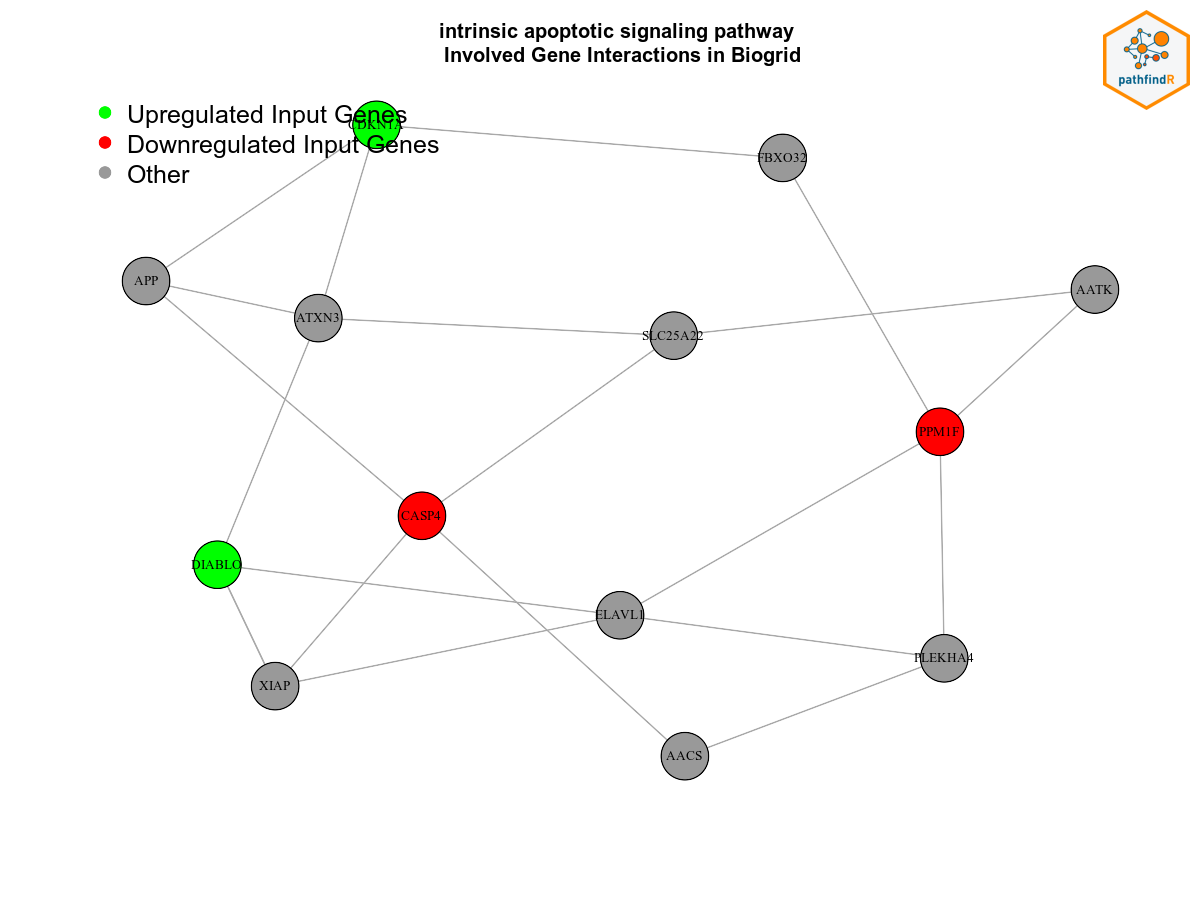 intrinsic apoptotic signaling pathway
Involved Gene Interactions in Biogrid
pathfindR
Upregulated Input Genes
CDKN1A
Downregulated Input Genes
FBXO32
Other
APP
AATK
ATXN3
SLC25A22
PPM1F
CASP4
DIABLO
ELAVL1
PLEKHA4
XIAP
AACS